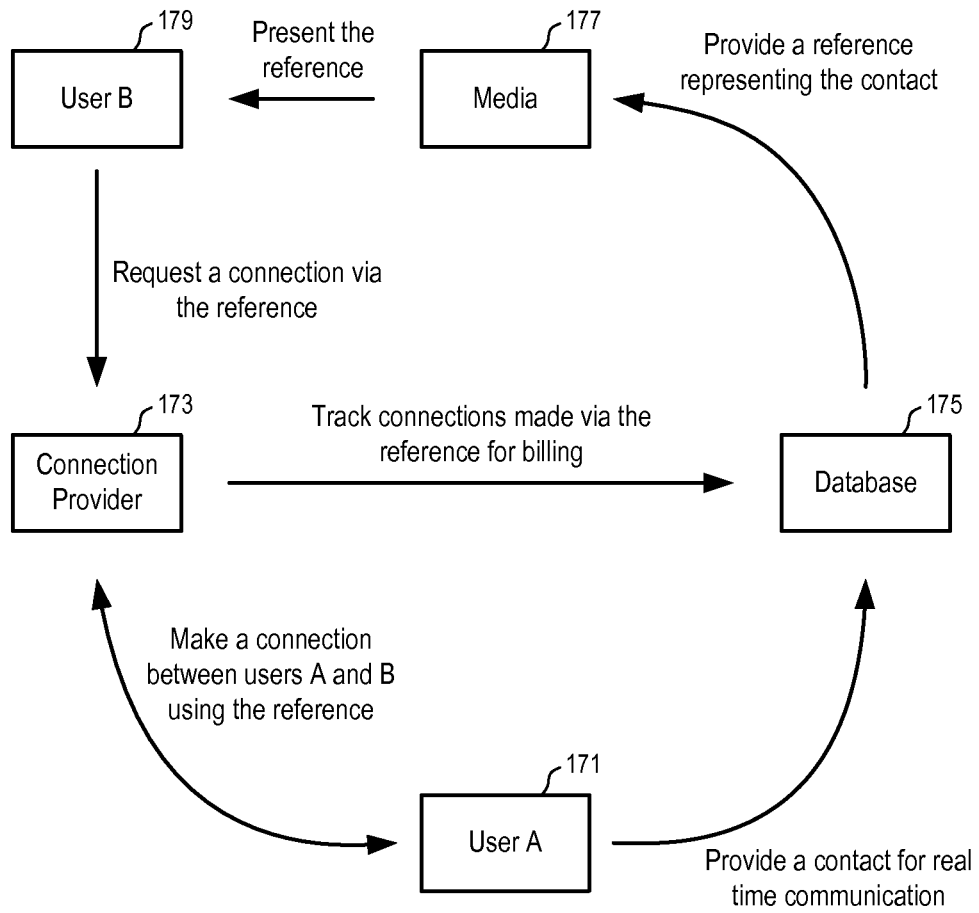 179
User B
Present the
reference
177
Media
Provide a reference
representing the contact
Request a connection via
the reference
173
Connection
Provider
Track connections made via the
reference for billing
175
Database
Make a connection
between users A and B
using the reference
171
User A
Provide a contact for real
time communication